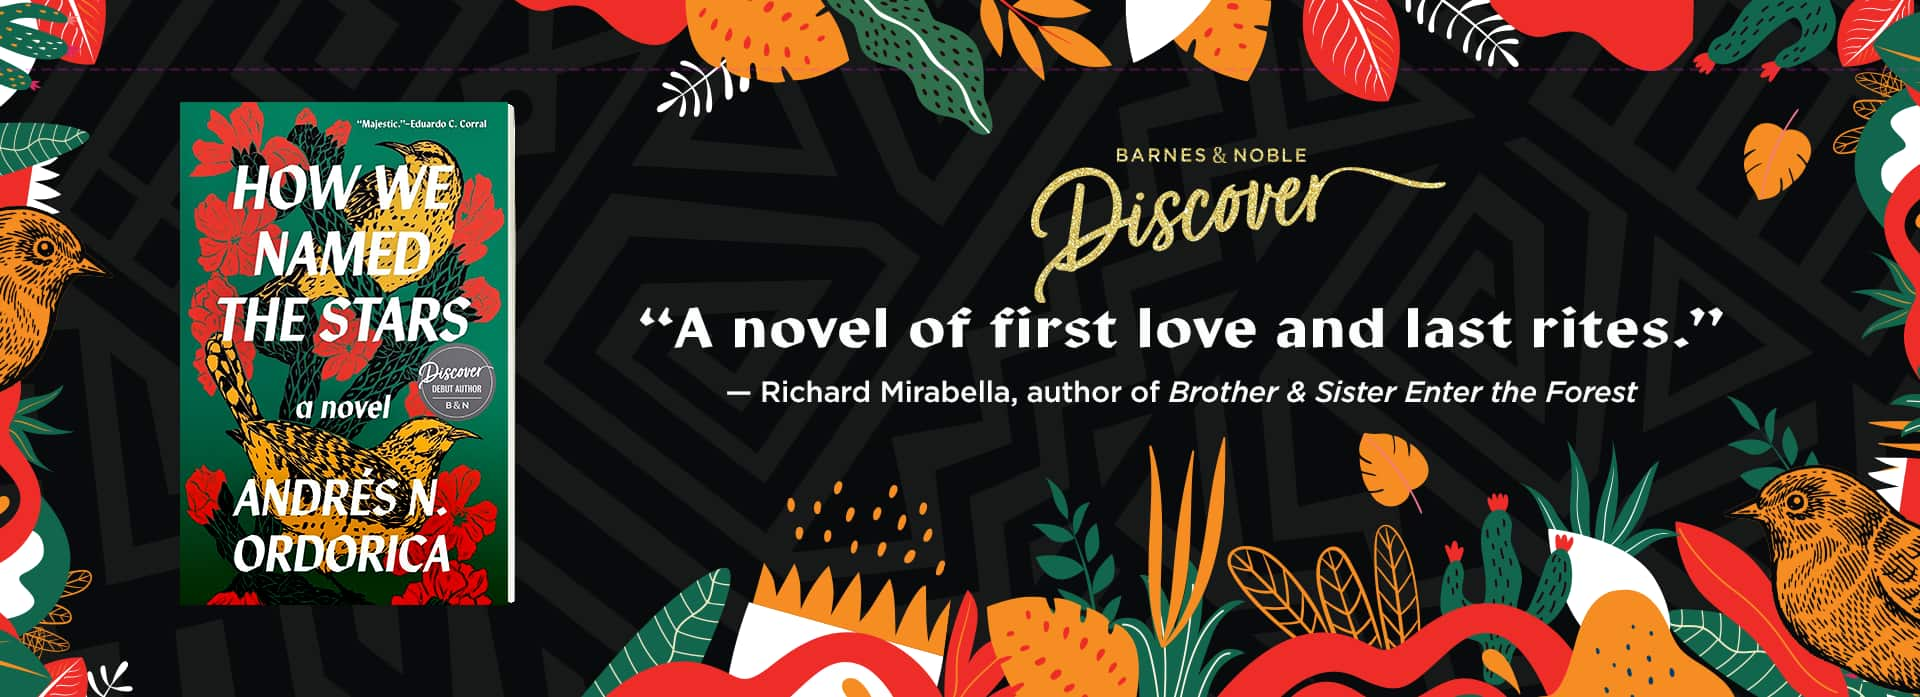 "Majestic."–Eduardo C. Corral
HOW WE
NAMED
THE STARS
Discover
DEBUT AUTHOR
B&N
a novel
ANDRÉS N.
ORDORICA
BARNES & NOBLE
Discover
“A novel of first love and last rites.”
— Richard Mirabella, author of Brother & Sister Enter the Forest